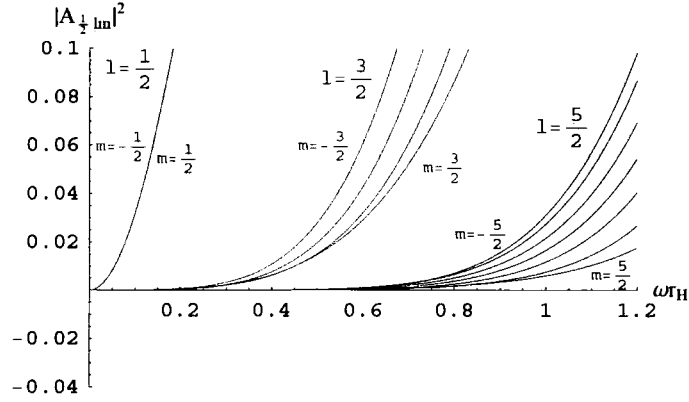 |A_{1/2 lm}|^2
0.1
0.08
0.06
0.04
0.02
-0.02
-0.04
l = 1/2
m = -1/2
m = 1/2
l = 3/2
m = -3/2
m = 3/2
l = 5/2
m = -5/2
m = 5/2
0.2 0.4 0.6 0.8 1 1.2
ωr_H